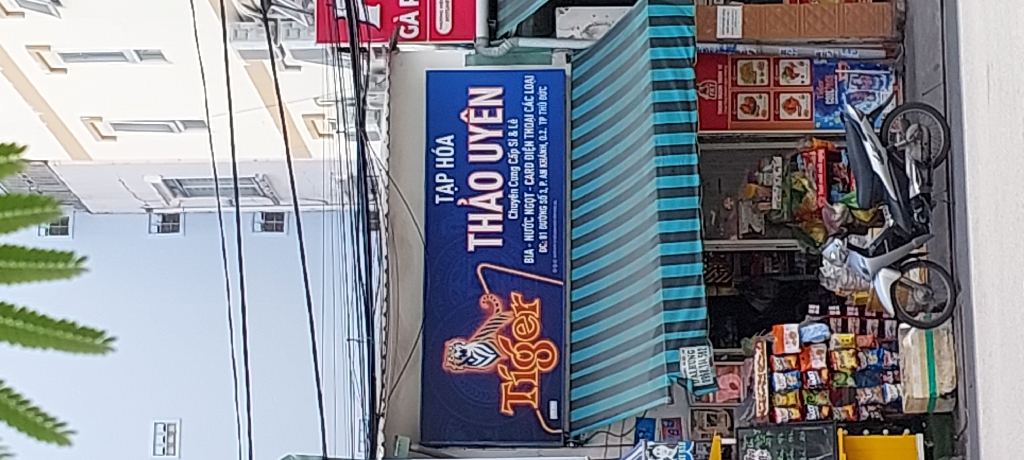 GÀ R
TẠP HÓA
THẢO UYÊN
Chuyên Cung Cấp Sỉ & Lẻ
BIA - NƯỚC NGỌT - CARD ĐIỆN THOẠI CÁC LOẠI
ĐC: 81 ĐƯỜNG SỐ 3, P. AN KHÁNH, Q.2, TP THỦ ĐỨC
Tiger